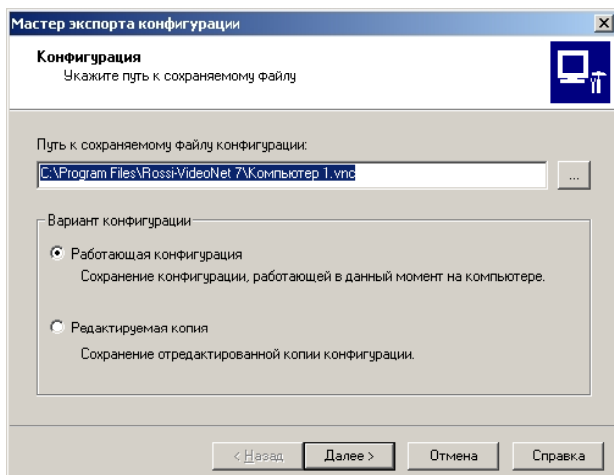 Мастер экспорта конфигурации
Конфигурация
Укажите путь к сохраняемому файлу
Путь к сохраняемому файлу конфигурации:
C:\Program Files\Rossi-VideoNet 7\Компьютер 1.vnc
...
Вариант конфигурации
Работающая конфигурация
Сохранение конфигурации, работающей в данный момент на компьютере.
Редактируемая копия
Сохранение отредактированной копии конфигурации.
< Назад Далее > Отмена Справка